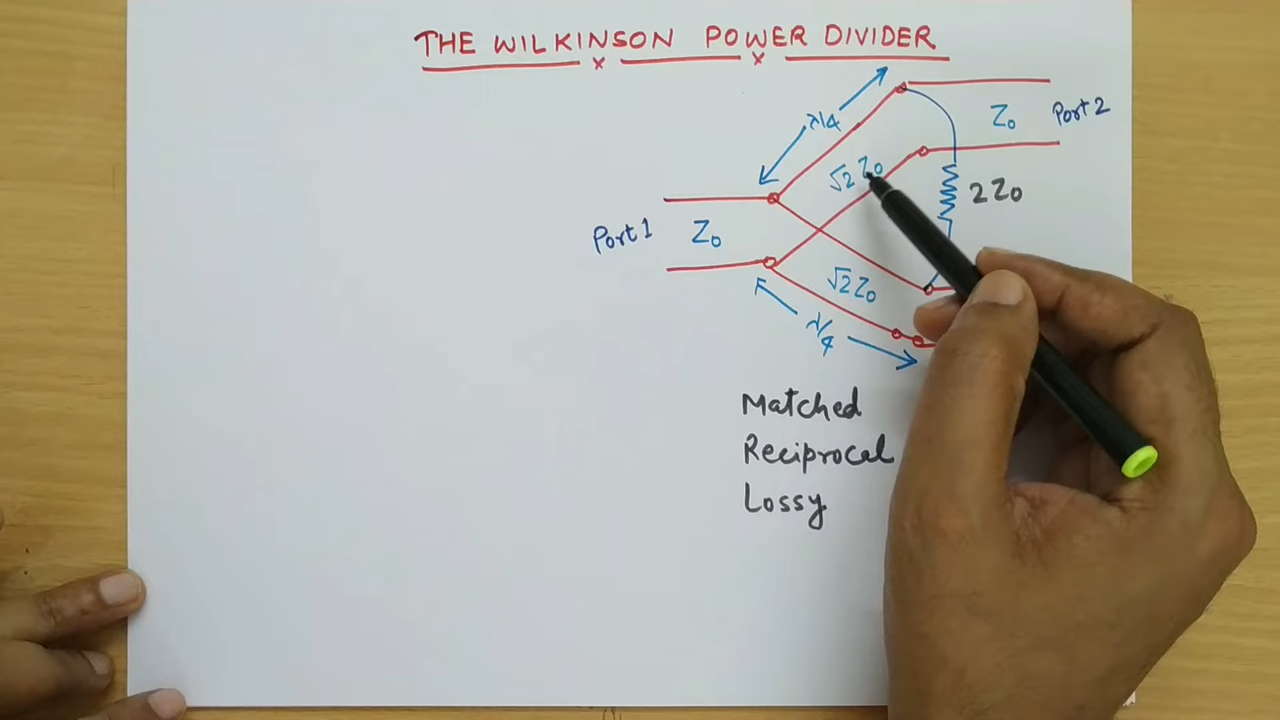 THE WILKINSON POWER DIVIDER
λ/4
Z₀ Port 2
√2 Z₀
2Z₀
Port 1 Z₀
√2 Z₀
λ/4
Matched
Reciprocal
Lossy